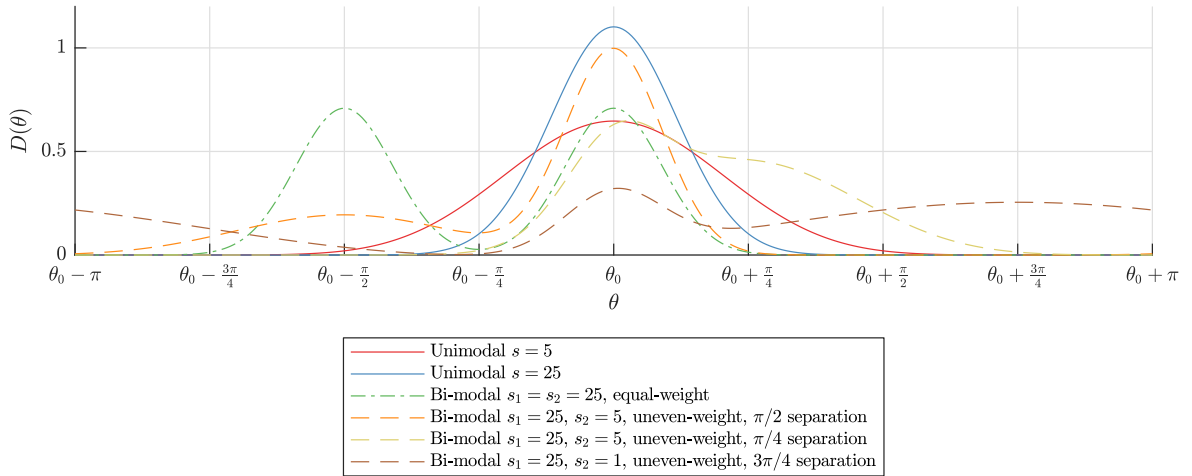 D(θ)
1
0.5
0
θ₀ − π
θ₀ − 3π/4
θ₀ − π/2
θ₀ − π/4
θ₀
θ₀ + π/4
θ₀ + π/2
θ₀ + 3π/4
θ₀ + π
θ
Unimodal s = 5
Unimodal s = 25
Bi-modal s₁ = s₂ = 25, equal-weight
Bi-modal s₁ = 25, s₂ = 5, uneven-weight, π/2 separation
Bi-modal s₁ = 25, s₂ = 5, uneven-weight, π/4 separation
Bi-modal s₁ = 25, s₂ = 1, uneven-weight, 3π/4 separation